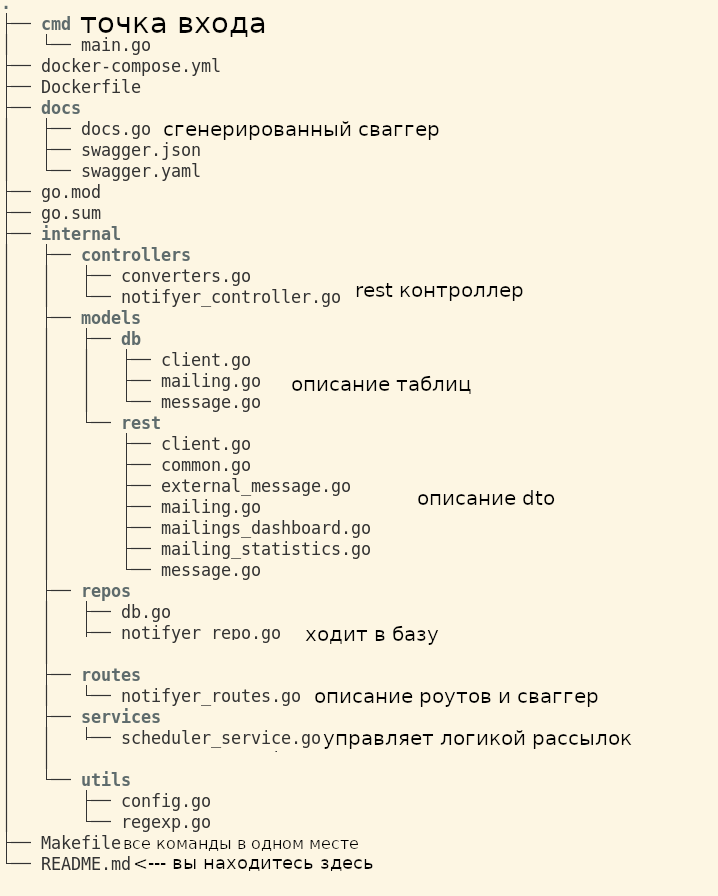 .
├── cmd точка входа
│   └── main.go
├── docker-compose.yml
├── Dockerfile
├── docs
│   ├── docs.go сгенерированный сваггер
│   ├── swagger.json
│   └── swagger.yaml
├── go.mod
├── go.sum
├── internal
│   ├── controllers
│   │   ├── converters.go
│   │   └── notifyer_controller.go rest контроллер
│   ├── models
│   │   ├── db
│   │   │   ├── client.go
│   │   │   ├── mailing.go описание таблиц
│   │   │   └── message.go
│   │   └── rest
│   │       ├── client.go
│   │       ├── common.go
│   │       ├── external_message.go
│   │       ├── mailing.go описание dto
│   │       ├── mailings_dashboard.go
│   │       ├── mailing_statistics.go
│   │       └── message.go
│   ├── repos
│   │   ├── db.go
│   │   ├── notifyer_repo.go ходит в базу
│   ├── routes
│   │   └── notifyer_routes.go описание роутов и сваггер
│   ├── services
│   │   ├── scheduler_service.go управляет логикой рассылок
│   └── utils
│       ├── config.go
│       └── regexp.go
├── Makefile все команды в одном месте
└── README.md <--- вы находитесь здесь